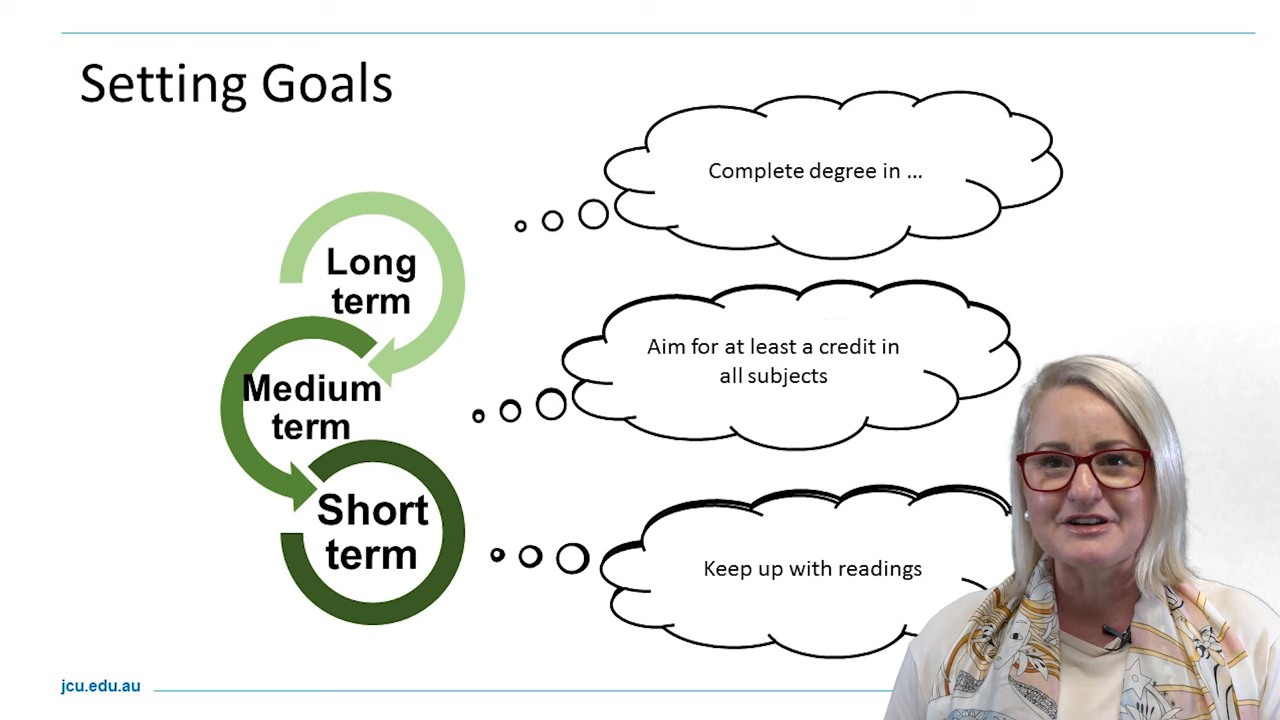 Setting Goals
Complete degree in ...
Long
term
Aim for at least a credit in
all subjects
Medium
term
Short
term
Keep up with readings
jcu.edu.au